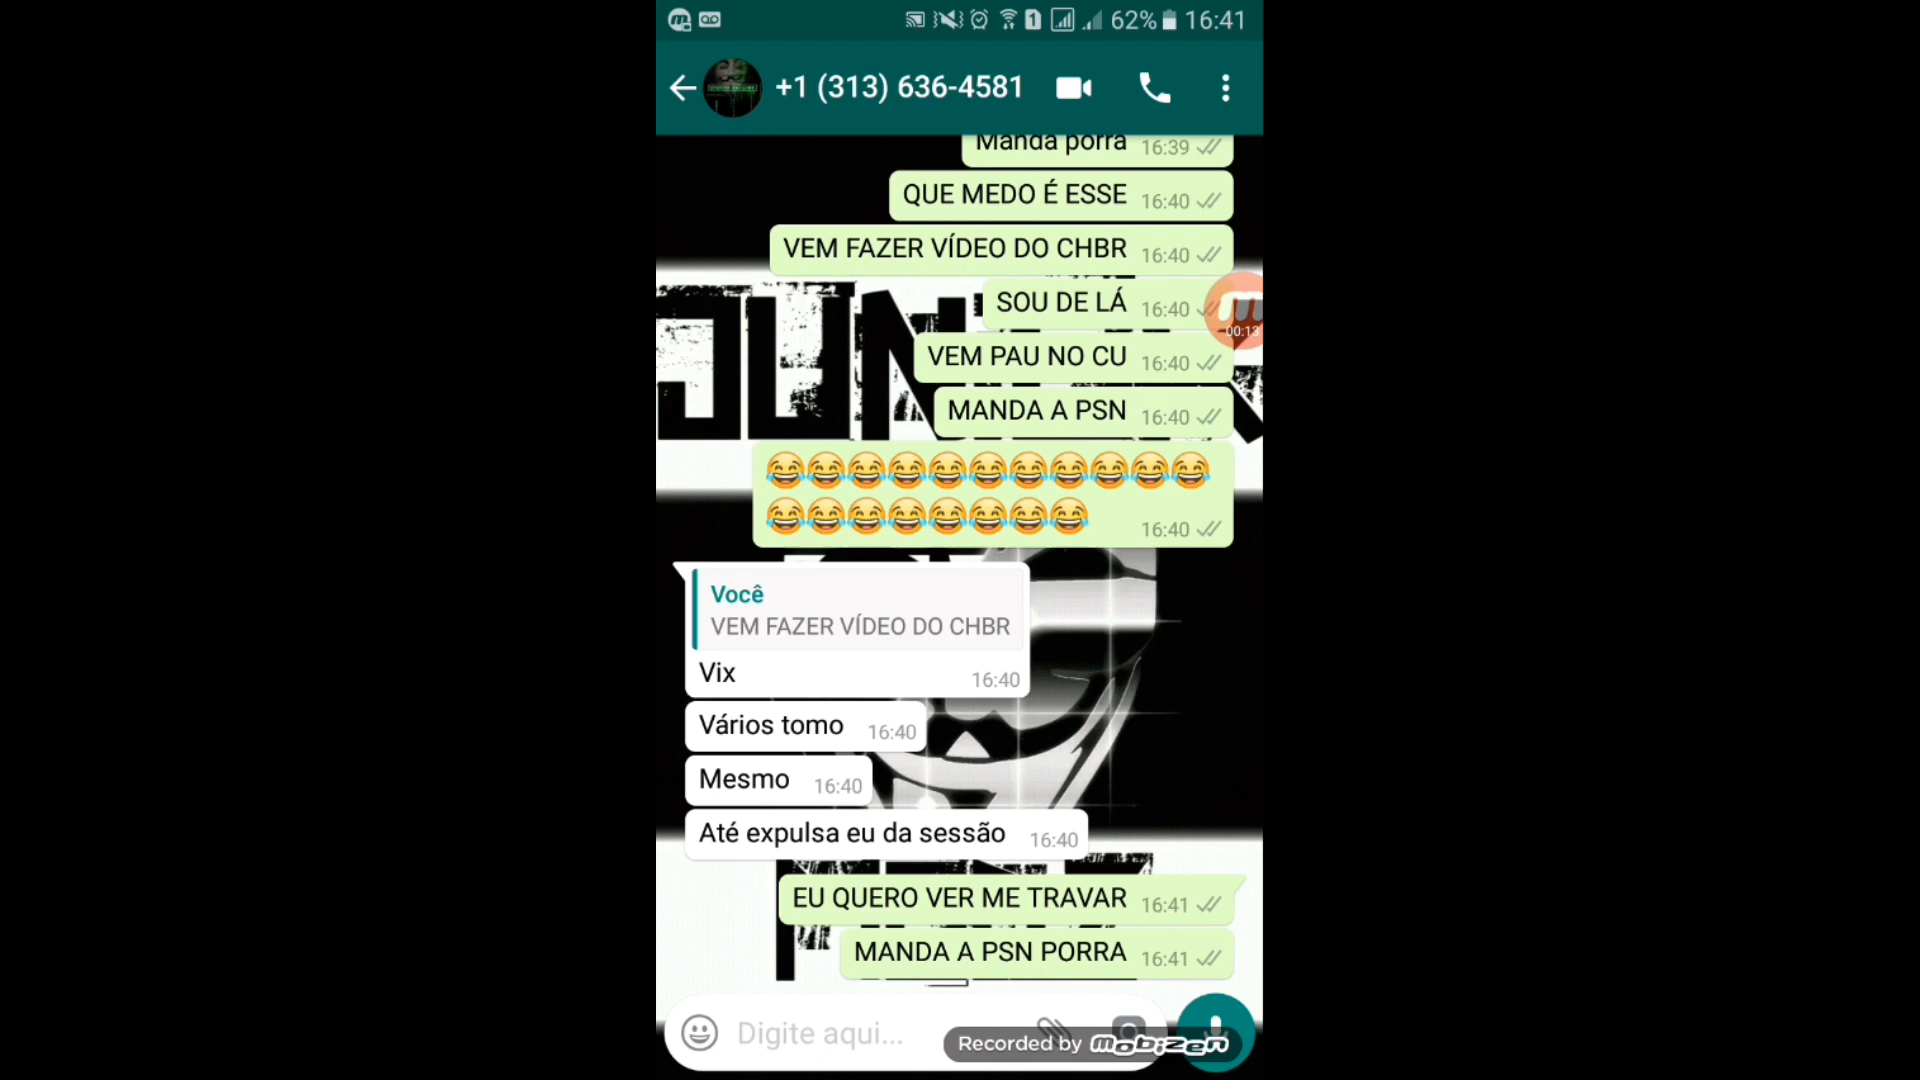 62% 16:41
+1 (313) 636-4581
Manda porra 16:39
QUE MEDO É ESSE 16:40
VEM FAZER VÍDEO DO CHBR 16:40
SOU DE LÁ 16:40
00:13
VEM PAU NO CU 16:40
MANDA A PSN 16:40
😂😂😂😂😂😂😂😂😂😂😂
😂😂😂😂😂😂😂😂 16:40
Você
VEM FAZER VÍDEO DO CHBR
Vix 16:40
Vários tomo 16:40
Mesmo 16:40
Até expulsa eu da sessão 16:40
EU QUERO VER ME TRAVAR 16:41
MANDA A PSN PORRA 16:41
Digite aqui...
Recorded by mobizen